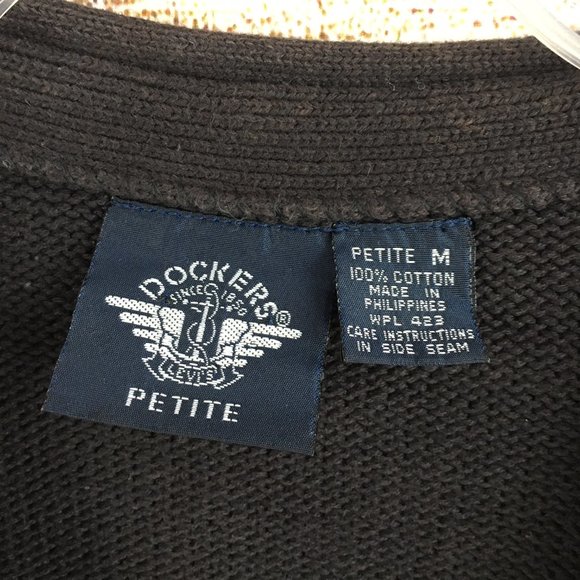 DOCKERS®
SINCE 1850
LEVI'S
PETITE
PETITE M
100% COTTON
MADE IN
PHILIPPINES
WPL 423
CARE INSTRUCTIONS
IN SIDE SEAM